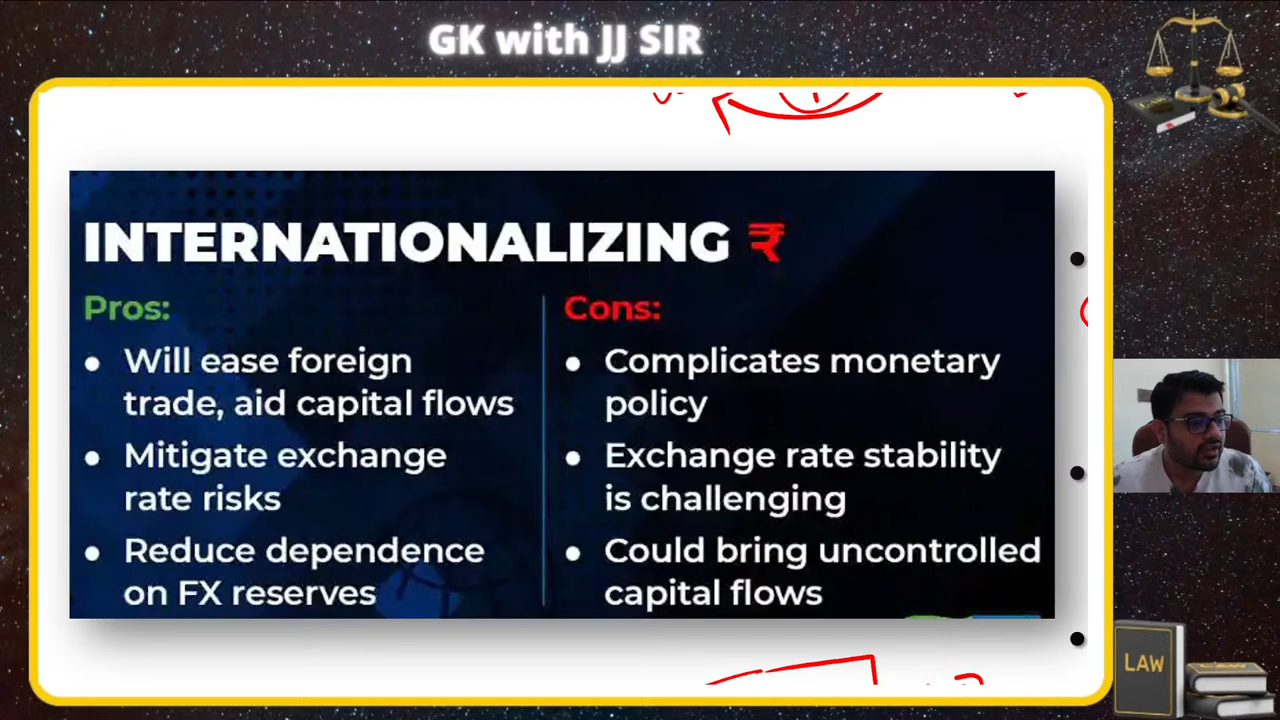 GK with JJ SIR
INTERNATIONALIZING ₹
Pros:
• Will ease foreign
trade, aid capital flows
• Mitigate exchange
rate risks
• Reduce dependence
on FX reserves
Cons:
• Complicates monetary
policy
• Exchange rate stability
is challenging
• Could bring uncontrolled
capital flows
LAW